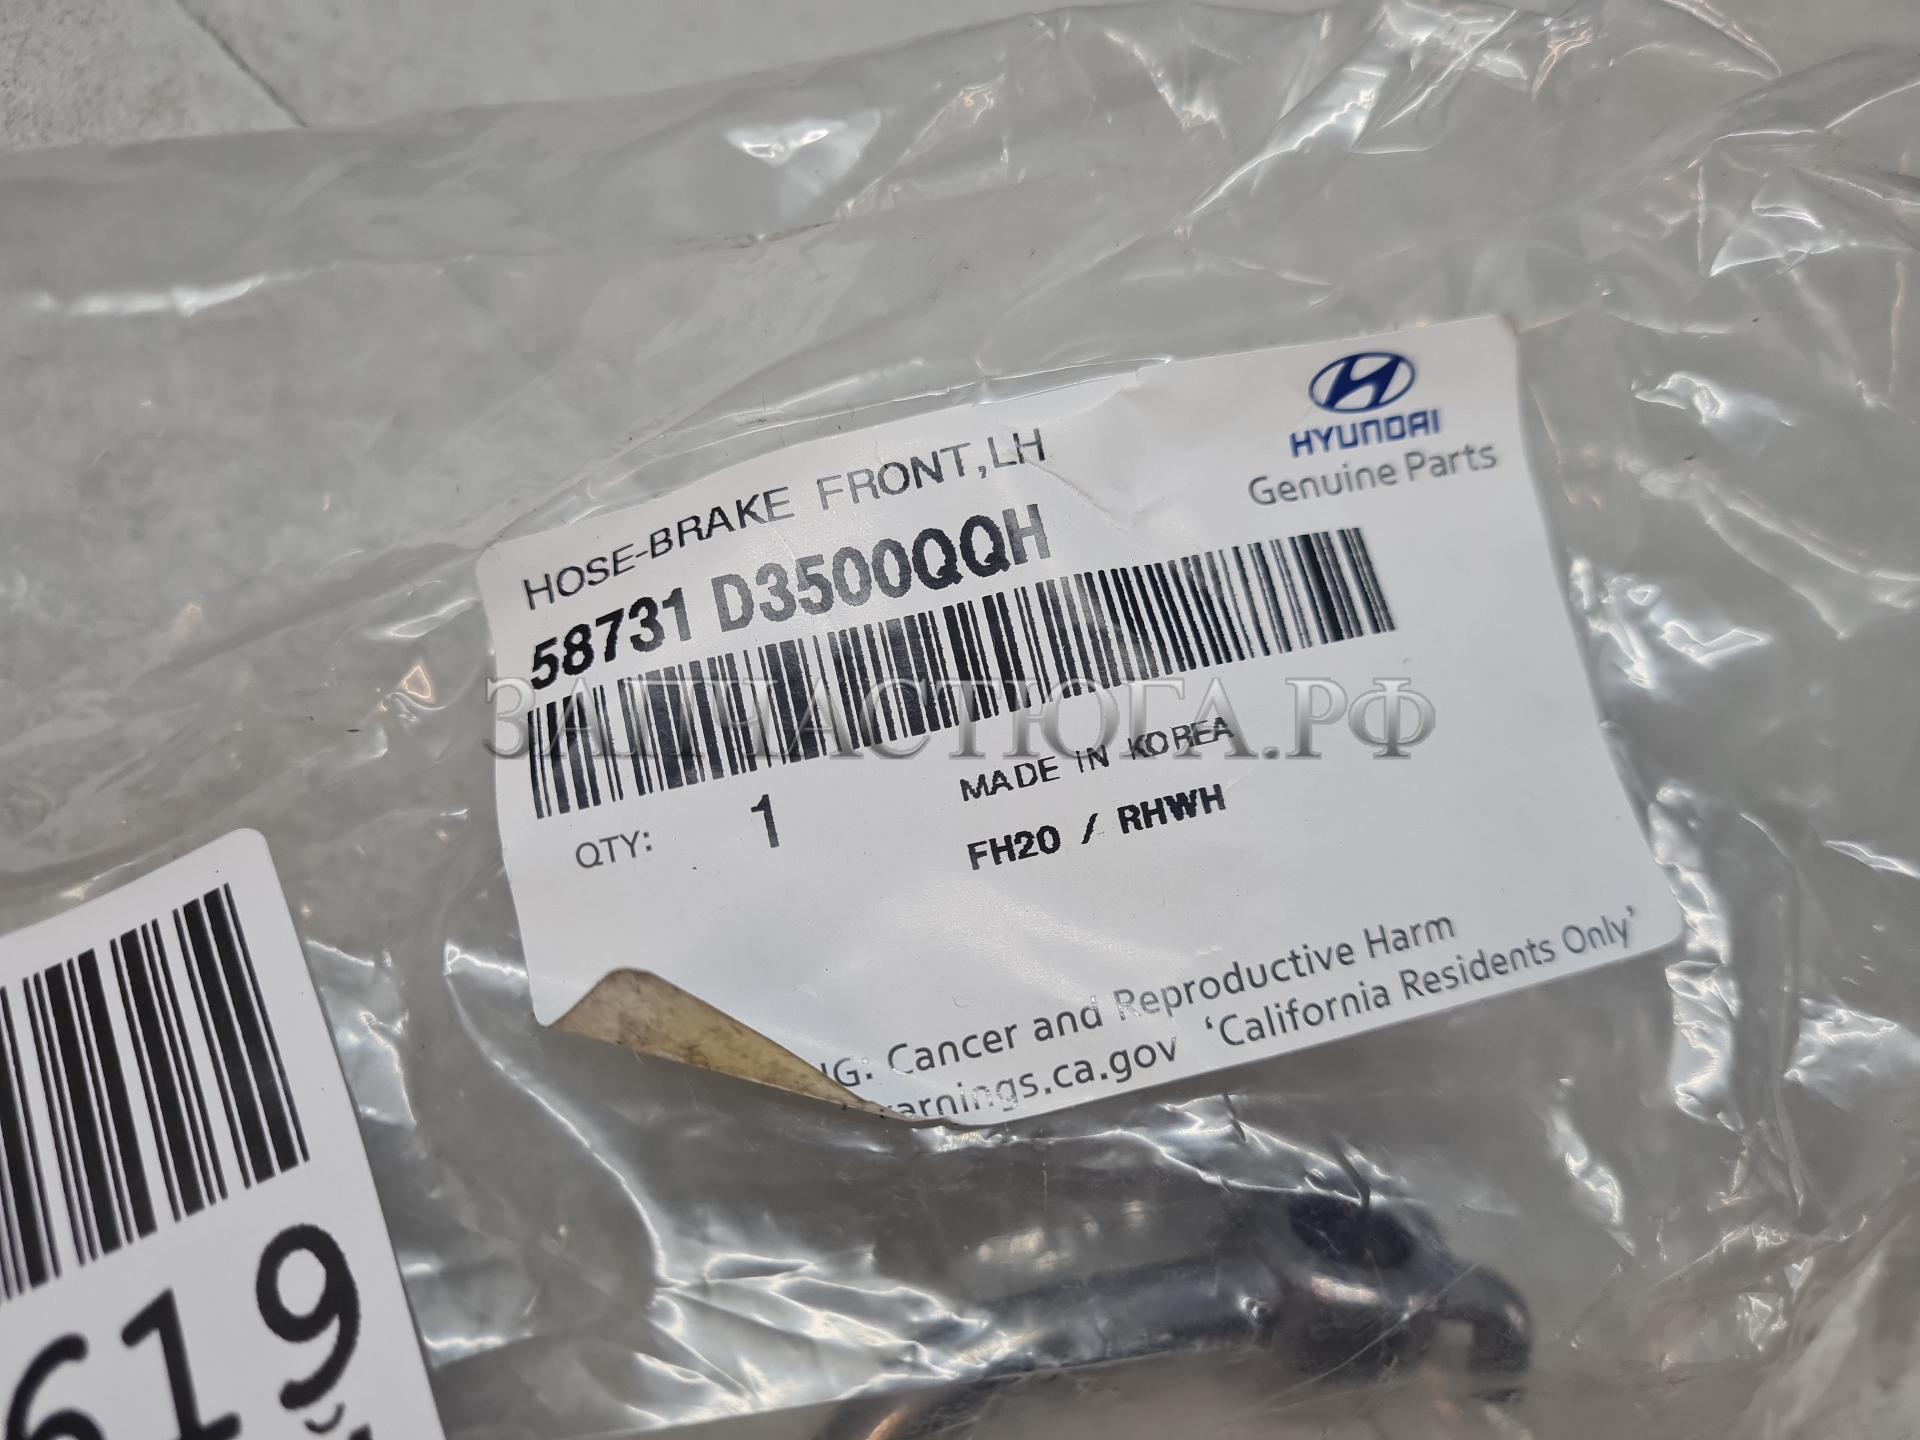 HYUNDAI
Genuine Parts
HOSE-BRAKE FRONT,LH
58731 D3500QQH
ЗАПЧАСТЮГА.РФ
MADE IN KOREA
QTY: 1
FH20 / RHWH
NG: Cancer and Reproductive Harm
arnings.ca.gov 'California Residents Only'
619